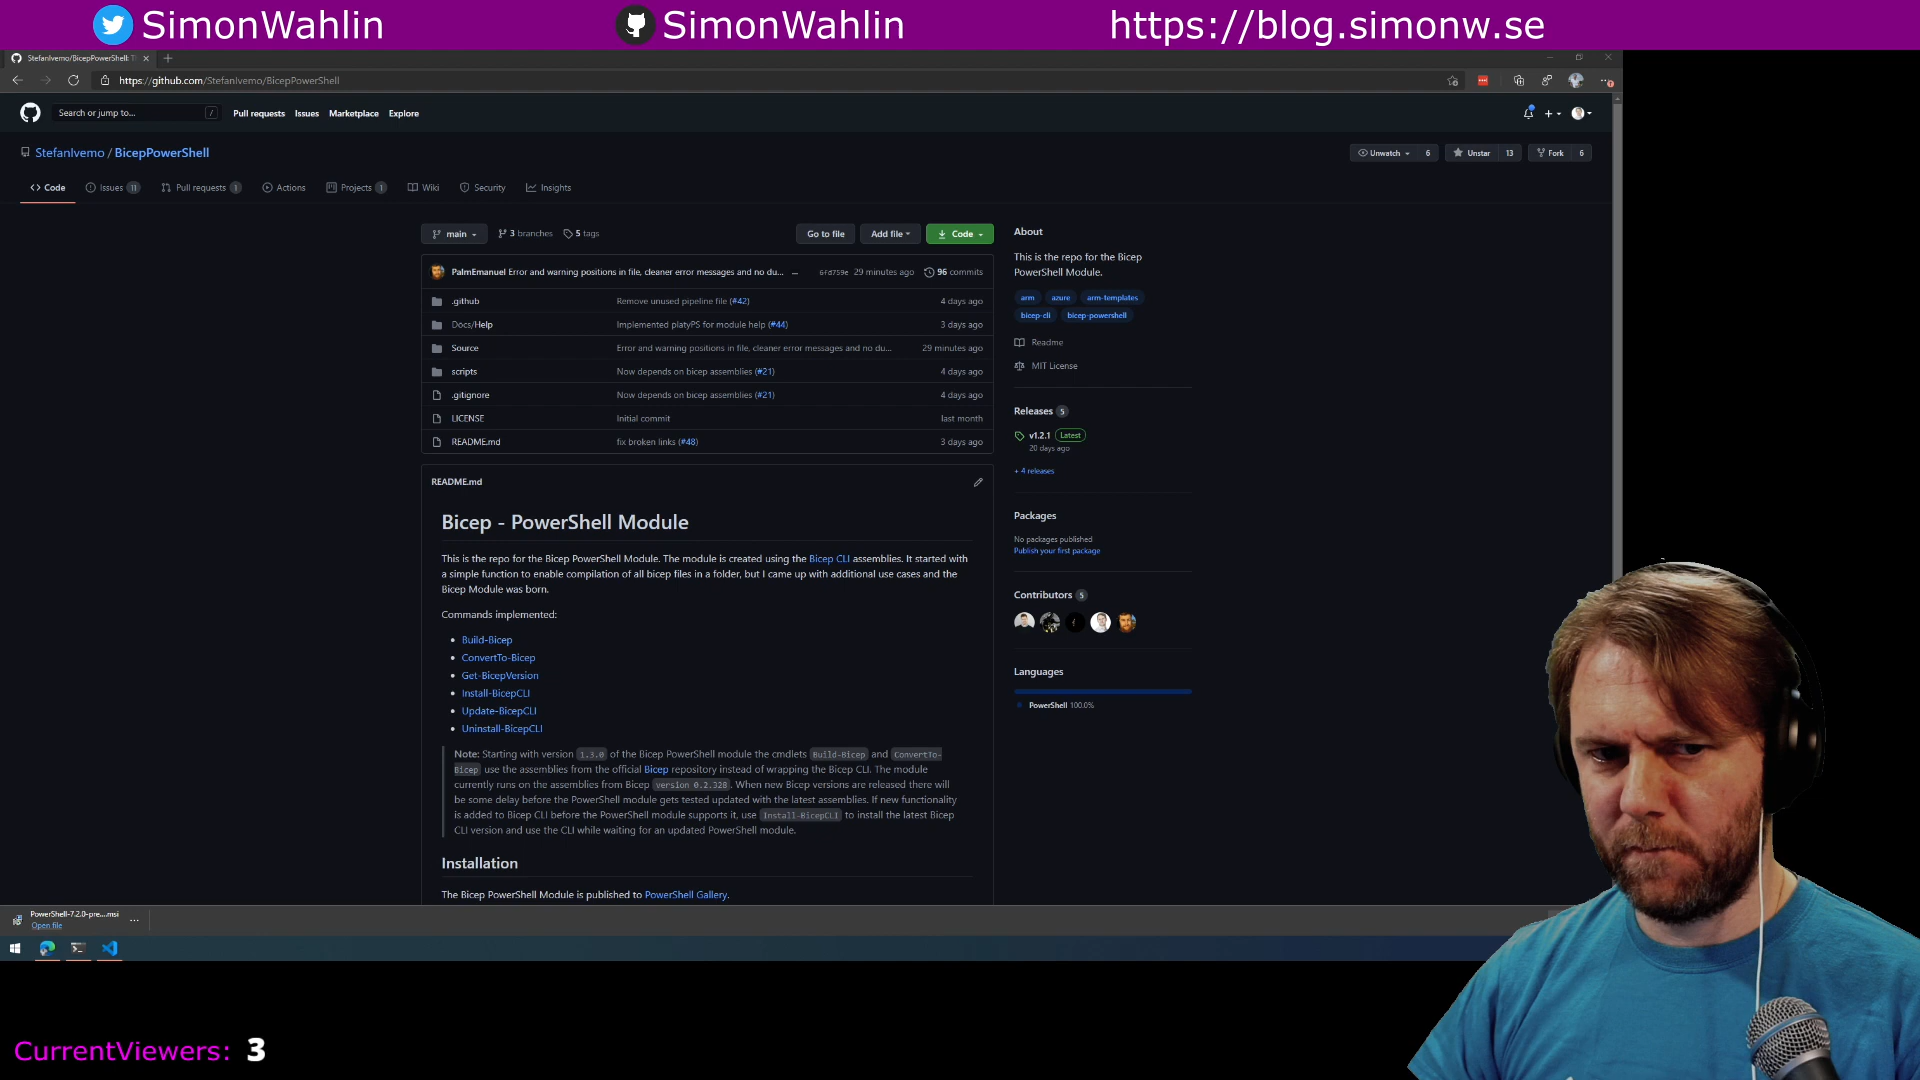 SimonWahlin SimonWahlin https://blog.simonw.se
StefanIvemo/BicepPowerShell: T
https://github.com/StefanIvemo/BicepPowerShell
Search or jump to... / Pull requests Issues Marketplace Explore
StefanIvemo / BicepPowerShell
Unwatch 6 Unstar 13 Fork 6
Code Issues 11 Pull requests 1 Actions Projects 1 Wiki Security Insights
main 3 branches 5 tags Go to file Add file Code
PalmEmanuel Error and warning positions in file, cleaner error messages and no du... ... 6fd759e 29 minutes ago 96 commits
.github Remove unused pipeline file (#42) 4 days ago
Docs/Help Implemented platyPS for module help (#44) 3 days ago
Source Error and warning positions in file, cleaner error messages and no du... 29 minutes ago
scripts Now depends on bicep assemblies (#21) 4 days ago
.gitignore Now depends on bicep assemblies (#21) 4 days ago
LICENSE Initial commit last month
README.md fix broken links (#48) 3 days ago
README.md
Bicep - PowerShell Module
This is the repo for the Bicep PowerShell Module. The module is created using the Bicep CLI assemblies. It started with
a simple function to enable compilation of all bicep files in a folder, but I came up with additional use cases and the
Bicep Module was born.
Commands implemented:
• Build-Bicep
• ConvertTo-Bicep
• Get-BicepVersion
• Install-BicepCLI
• Update-BicepCLI
• Uninstall-BicepCLI
Note: Starting with version 1.3.0 of the Bicep PowerShell module the cmdlets Build-Bicep and ConvertTo-
Bicep use the assemblies from the official Bicep repository instead of wrapping the Bicep CLI. The module
currently runs on the assemblies from Bicep version 0.2.328. When new Bicep versions are released there will
be some delay before the PowerShell module gets tested updated with the latest assemblies. If new functionality
is added to Bicep CLI before the PowerShell module supports it, use Install-BicepCLI to install the latest Bicep
CLI version and use the CLI while waiting for an updated PowerShell module.
Installation
The Bicep PowerShell Module is published to PowerShell Gallery.
About
This is the repo for the Bicep
PowerShell Module.
arm azure arm-templates
bicep-cli bicep-powershell
Readme
MIT License
Releases 5
v1.2.1 Latest
20 days ago
+ 4 releases
Packages
No packages published
Publish your first package
Contributors 5
Languages
PowerShell 100.0%
PowerShell-7.2.0-pre....msi ...
Open file
CurrentViewers: 3